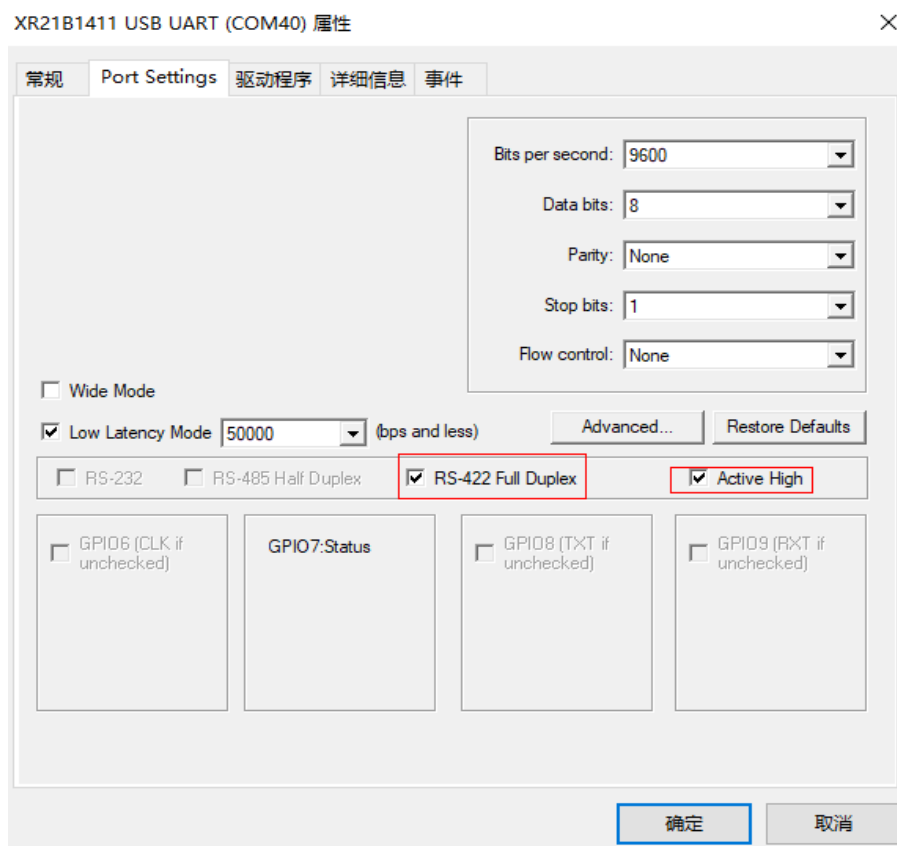 XR21B1411 USB UART (COM40) 属性
常规 Port Settings 驱动程序 详细信息 事件
Bits per second: 9600
Data bits: 8
Parity: None
Stop bits: 1
Flow control: None
Wide Mode
Low Latency Mode 50000 (bps and less) Advanced... Restore Defaults
RS-232 RS-485 Half Duplex RS-422 Full Duplex Active High
GPIO6 (CLK if
unchecked)
GPIO7:Status
GPIO8 (TXT if
unchecked)
GPIO9 (RXT if
unchecked)
确定 取消